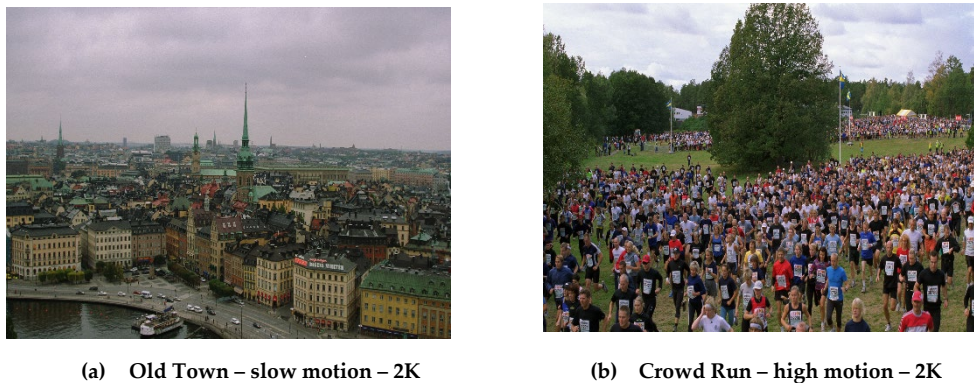 (a) Old Town – slow motion – 2K
(b) Crowd Run – high motion – 2K